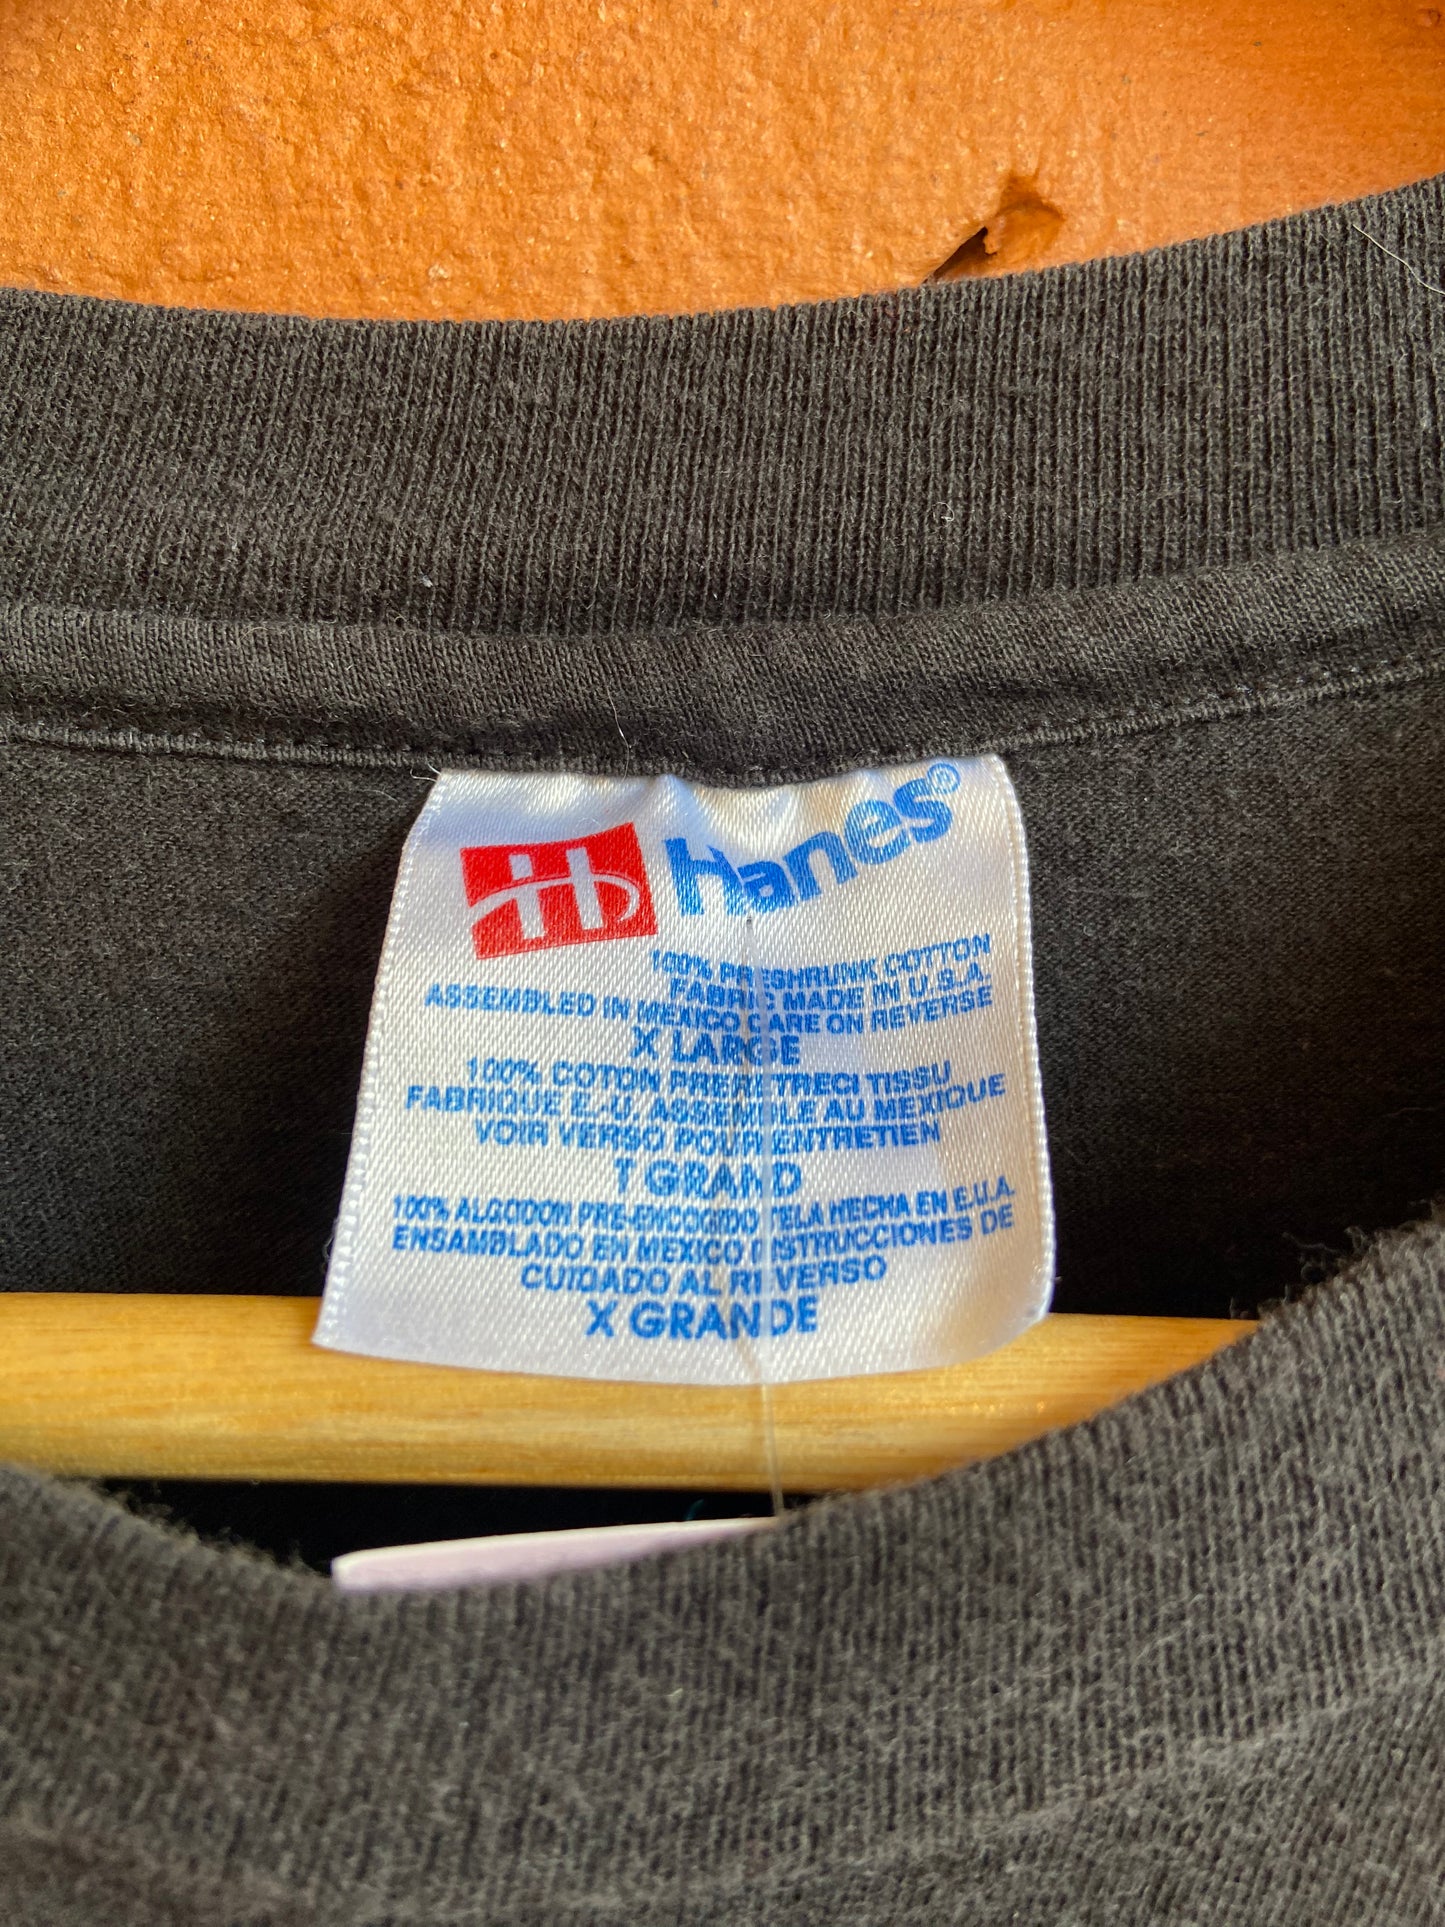 Hanes®
100% PRESHRUNK COTTON
FABRIC MADE IN U.S.A.
ASSEMBLED IN MEXICO CARE ON REVERSE
X LARGE
100% COTON PRERETRECI TISSU
FABRIQUE E.-U. ASSEMBLE AU MEXIQUE
VOIR VERSO POUR ENTRETIEN
T GRAND
100% ALGODON PRE-ENCOGIDO TELA HECHA EN E.U.A.
ENSAMBLADO EN MEXICO INSTRUCCIONES DE
CUIDADO AL REVERSO
X GRANDE